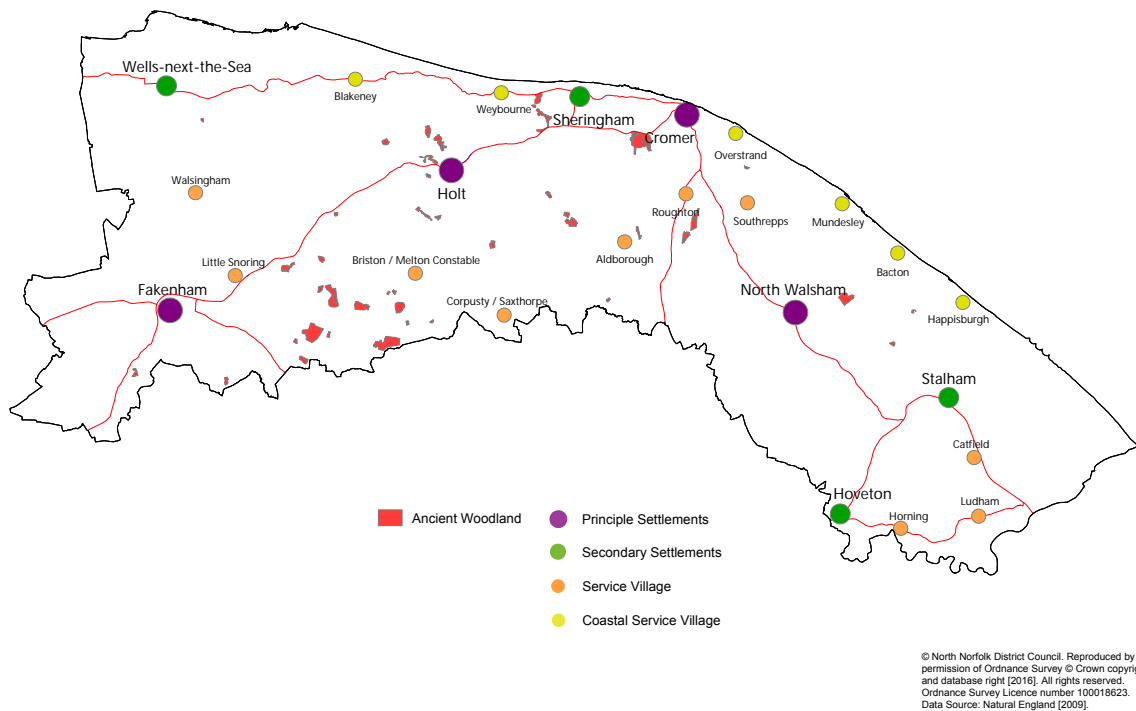 Wells-next-the-Sea
Blakeney
Weybourne
Sheringham
Cromer
Overstrand
Walsingham
Holt
Roughton
Southrepps
Mundesley
Little Snoring
Briston / Melton Constable
Aldborough
Bacton
Fakenham
Corpusty / Saxthorpe
North Walsham
Happisburgh
Stalham
Catfield
Hoveton
Horning
Ludham
Ancient Woodland
Principle Settlements
Secondary Settlements
Service Village
Coastal Service Village
© North Norfolk District Council. Reproduced by
permission of Ordnance Survey © Crown copyrig
and database right [2016]. All rights reserved.
Ordnance Survey Licence number 100018623.
Data Source: Natural England [2009].